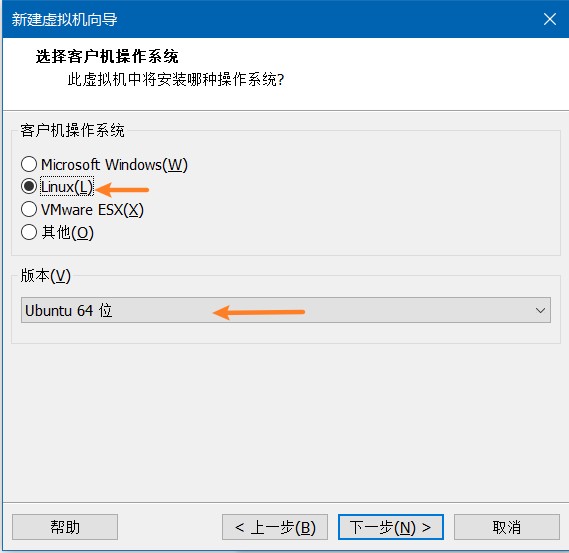 新建虚拟机向导
选择客户机操作系统
此虚拟机中将安装哪种操作系统?
客户机操作系统
Microsoft Windows(W)
Linux(L)
VMware ESX(X)
其他(O)
版本(V)
Ubuntu 64 位
帮助
< 上一步(B)
下一步(N) >
取消